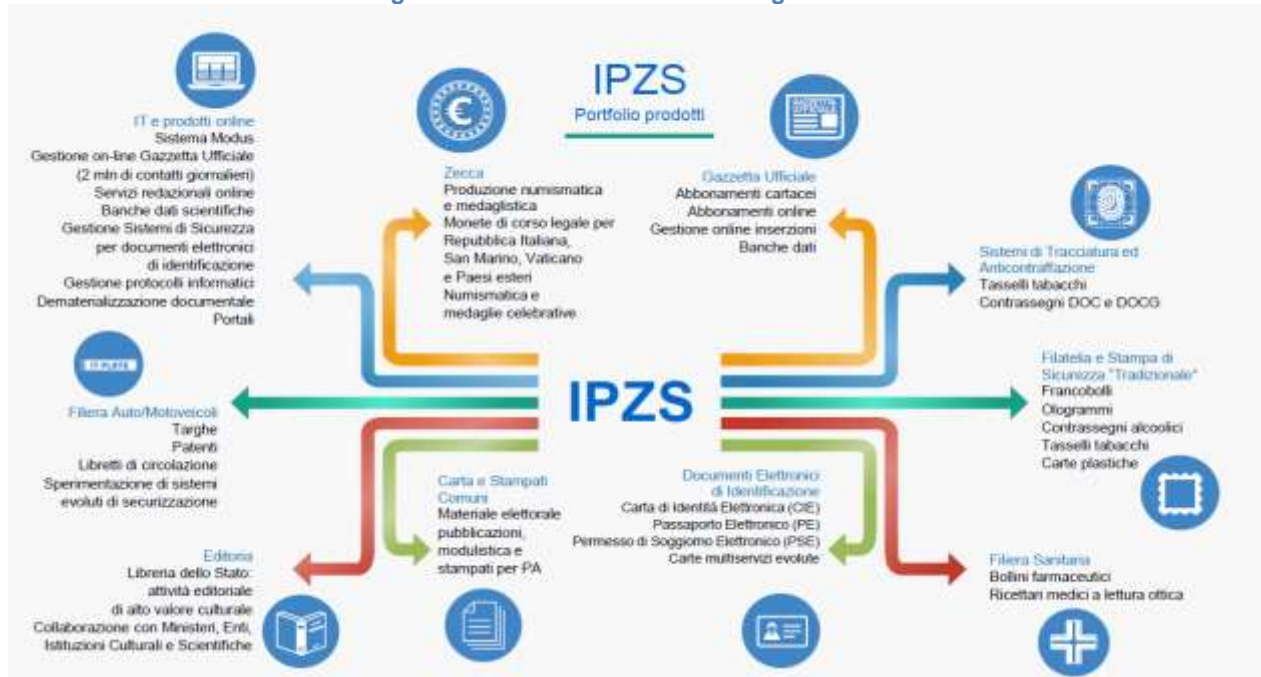 IPZS
Portfolio prodotti
IT e prodotti online
Sistema Modus
Gestione on-line Gazzetta Ufficiale
(2 mln di contatti giornalieri)
Servizi redazionali online
Banche dati scientifiche
Gestione Sistemi di Sicurezza
per documenti elettronici
di identificazione
Gestione protocolli informatici
Dematerializzazione documentale
Portali
Zecca
Produzione numismatica
e medaglistica
Monete di corso legale per
Repubblica Italiana,
San Marino, Vaticano
e Paesi esteri
Numismatica e
medaglie celebrative
Gazzetta Ufficiale
Abbonamenti cartacei
Abbonamenti online
Gestione online inserzioni
Banche dati
Sistemi di Tracciatura ed
Anticontraffazione
Tasselli tabacchi
Contrassegni DOC e DOCG
IT PLATE
Filiera Auto/Motoveicoli
Targhe
Patenti
Libretti di circolazione
Sperimentazione di sistemi
evoluti di securizzazione
IPZS
Filatelia e Stampa di
Sicurizza "Tradizionale"
Francobolli
Ologrammi
Contrassegni alcoolici
Tasselli tabacchi
Carte plastiche
Editoria
Libreria dello Stato:
attività editoriale
di alto valore culturale
Collaborazione con Ministeri, Enti,
Istituzioni Culturali e Scientifiche
Carta e Stampati
Comuni
Materiale elettorale
pubblicazioni,
modulistica e
stampati per PA
Documenti Elettronici
di Identificazione
Carta di Identità Elettronica (CIE)
Passaporto Elettronico (PE)
Permesso di Soggiorno Elettronico (PSE)
Carte multiservizi evolute
Filiera Sanitaria
Bollini farmaceutici
Ricettari medici a lettura ottica